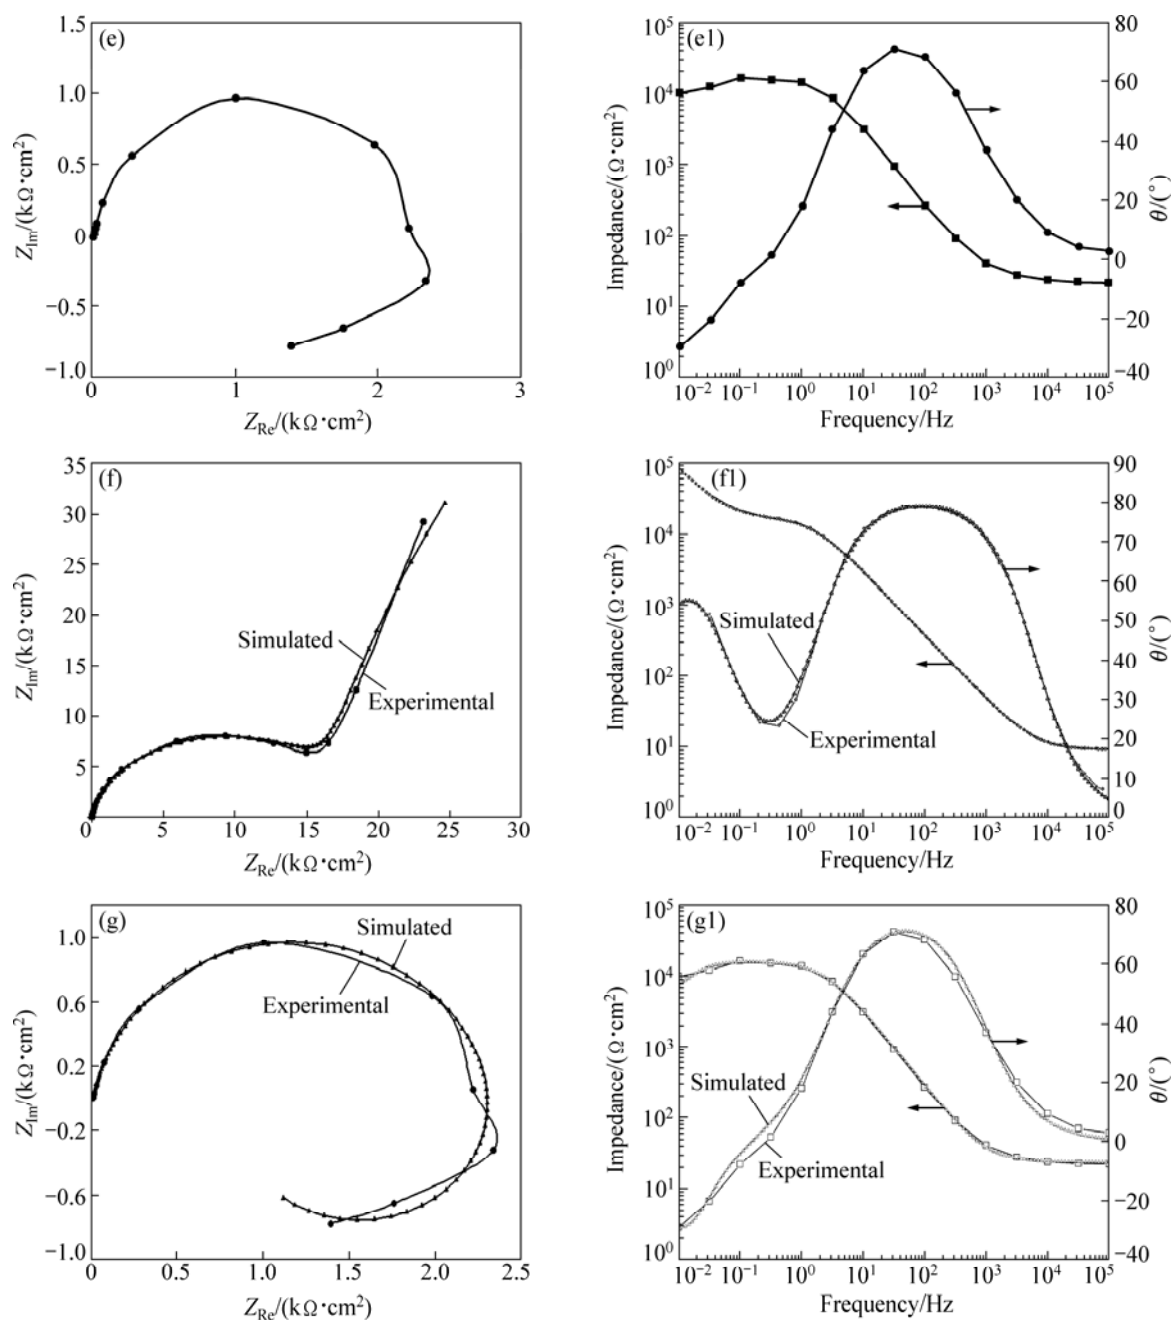 (e)
1.5
1.0
0.5
0
−0.5
−1.0
Z_Im/(kΩ·cm²)
0
1
2
3
Z_Re/(kΩ·cm²)
(e1)
10⁵
10⁴
10³
10²
10¹
10⁰
Impedance/(Ω·cm²)
80
60
40
20
0
−20
−40
θ/(°)
10⁻² 10⁻¹ 10⁰ 10¹ 10² 10³ 10⁴ 10⁵
Frequency/Hz
(f)
35
30
25
20
15
10
5
0
Z_Im/(kΩ·cm²)
Simulated
Experimental
0 5 10 15 20 25 30
Z_Re/(kΩ·cm²)
(f1)
10⁵
10⁴
10³
10²
10¹
10⁰
Impedance/(Ω·cm²)
Simulated
Experimental
90
80
70
60
50
40
30
20
10
0
θ/(°)
10⁻² 10⁻¹ 10⁰ 10¹ 10² 10³ 10⁴ 10⁵
Frequency/Hz
(g)
1.0
0.6
0.2
−0.2
−0.6
−1.0
Z_Im/(kΩ·cm²)
Simulated
Experimental
0 0.5 1.0 1.5 2.0 2.5
Z_Re/(kΩ·cm²)
(g1)
10⁵
10⁴
10³
10²
10¹
10⁰
Impedance/(Ω·cm²)
Simulated
Experimental
80
60
40
20
0
−20
−40
θ/(°)
10⁻² 10⁻¹ 10⁰ 10¹ 10² 10³ 10⁴ 10⁵
Frequency/Hz